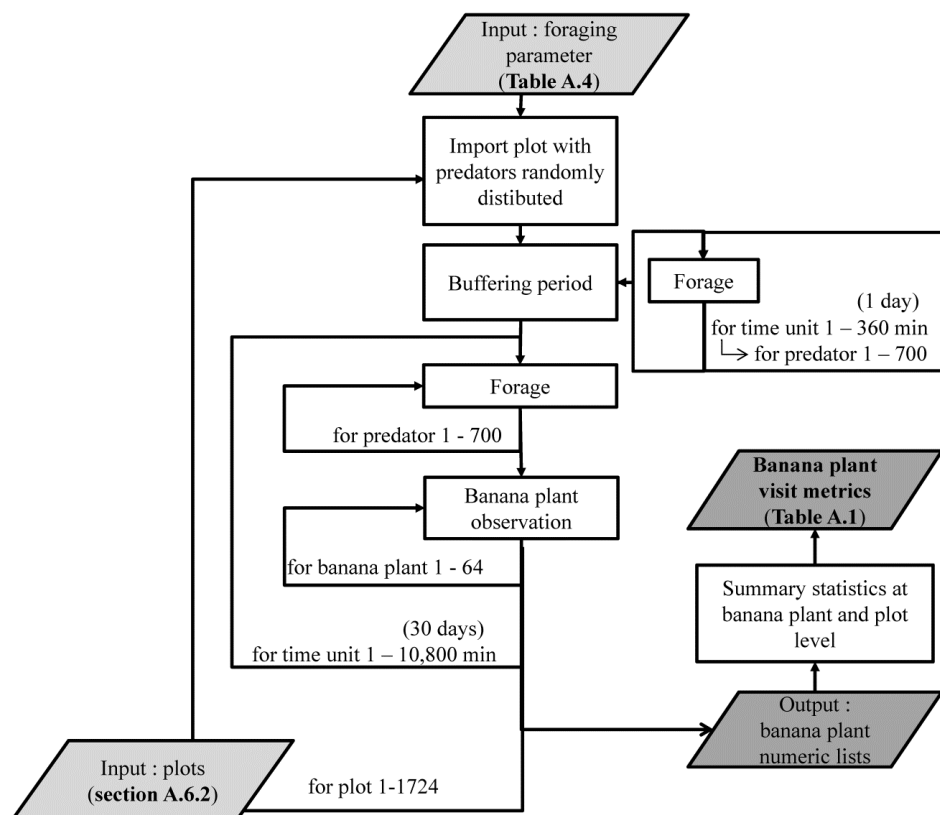 Input : foraging
parameter
(Table A.4)
Import plot with
predators randomly
distibuted
Buffering period
Forage
(1 day)
for time unit 1 – 360 min
for predator 1 – 700
Forage
for predator 1 - 700
Banana plant
observation
for banana plant 1 - 64
(30 days)
for time unit 1 – 10,800 min
Banana plant
visit metrics
(Table A.1)
Summary statistics at
banana plant and plot
level
Output :
banana plant
numeric lists
Input : plots
(section A.6.2)
for plot 1-1724